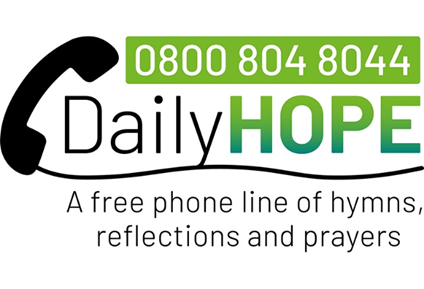 0800 804 8044
DailyHOPE
A free phone line of hymns,
reflections and prayers